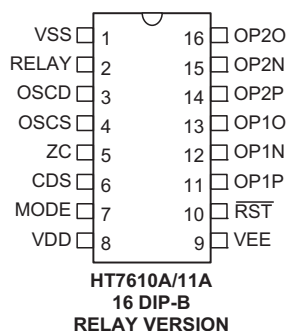 VSS 1 16 OP2O
RELAY 2 15 OP2N
OSCD 3 14 OP2P
OSCS 4 13 OP1O
ZC 5 12 OP1N
CDS 6 11 OP1P
MODE 7 10 R̅S̅T̅
VDD 8 9 VEE
HT7610A/11A
16 DIP-B
RELAY VERSION